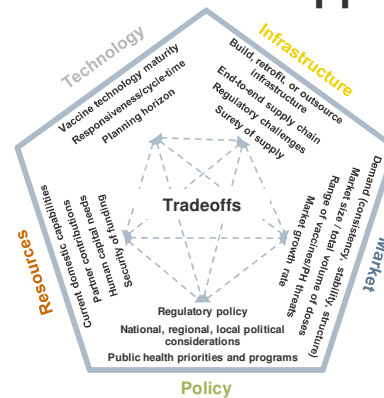 Technology
Vaccine technology maturity
Responsiveness/cycle-time
Planning horizon
Infrastructure
Build, retrofit, or outsource
infrastructure
End-to-end supply chain
Regulatory challenges
Surety of supply
Tradeoffs
Market
Demand (consistency, stability, structure)
Market size / total volume of doses
Range of vaccines/PH threats
Market growth rate
Resources
Current domestic capabilities
Partner contributions
Human capital needs
Security of funding
Regulatory policy
National, regional, local political
considerations
Public health priorities and programs
Policy